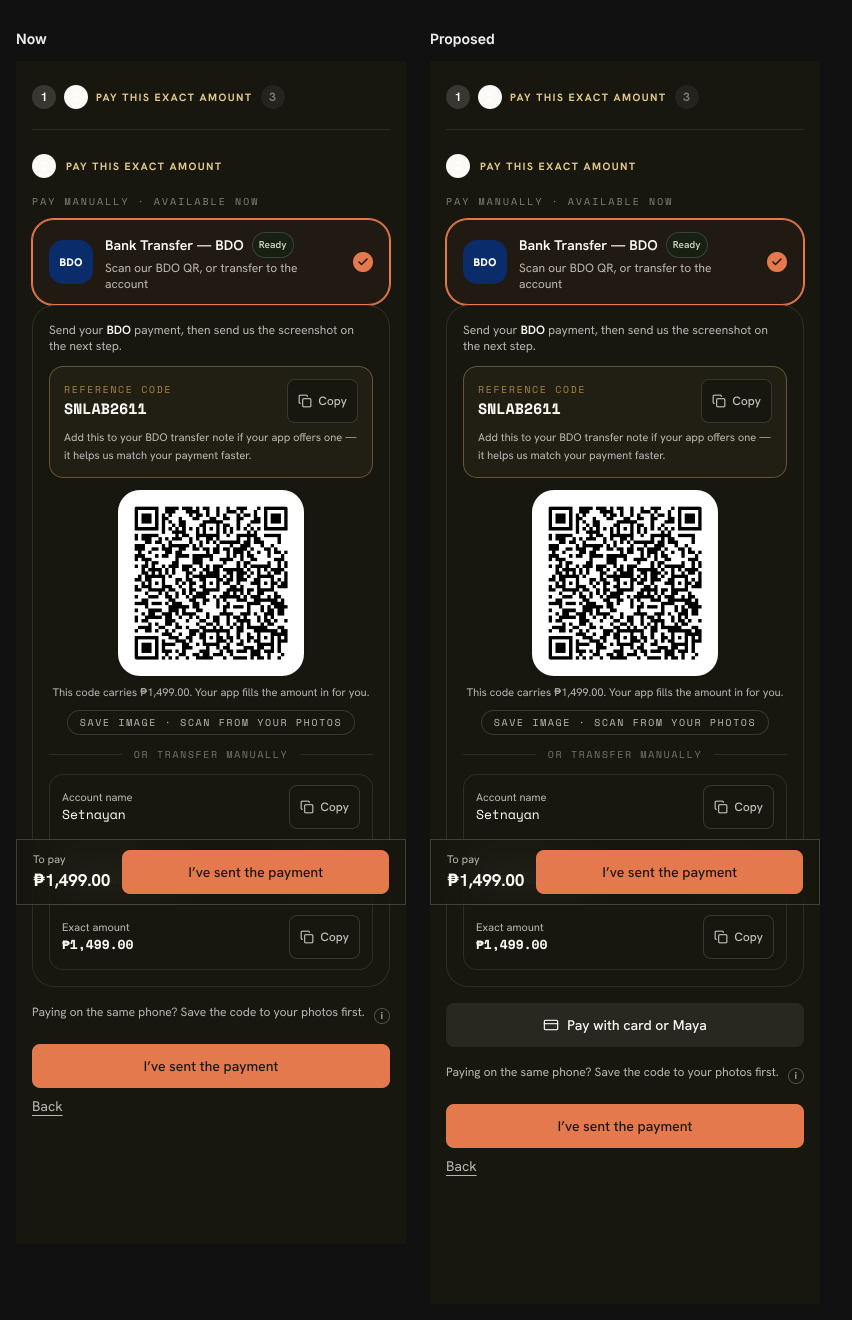 Now
1 PAY THIS EXACT AMOUNT 3
PAY THIS EXACT AMOUNT
PAY MANUALLY · AVAILABLE NOW
BDO
Bank Transfer — BDO Ready
Scan our BDO QR, or transfer to the
account
Send your BDO payment, then send us the screenshot on
the next step.
REFERENCE CODE
SNLAB2611
Copy
Add this to your BDO transfer note if your app offers one —
it helps us match your payment faster.
This code carries ₱1,499.00. Your app fills the amount in for you.
SAVE IMAGE · SCAN FROM YOUR PHOTOS
OR TRANSFER MANUALLY
Account name
Setnayan
Copy
To pay
₱1,499.00
I’ve sent the payment
Exact amount
₱1,499.00
Copy
Paying on the same phone? Save the code to your photos first. i
I’ve sent the payment
Back
Proposed
1 PAY THIS EXACT AMOUNT 3
PAY THIS EXACT AMOUNT
PAY MANUALLY · AVAILABLE NOW
BDO
Bank Transfer — BDO Ready
Scan our BDO QR, or transfer to the
account
Send your BDO payment, then send us the screenshot on
the next step.
REFERENCE CODE
SNLAB2611
Copy
Add this to your BDO transfer note if your app offers one —
it helps us match your payment faster.
This code carries ₱1,499.00. Your app fills the amount in for you.
SAVE IMAGE · SCAN FROM YOUR PHOTOS
OR TRANSFER MANUALLY
Account name
Setnayan
Copy
To pay
₱1,499.00
I’ve sent the payment
Exact amount
₱1,499.00
Copy
Pay with card or Maya
Paying on the same phone? Save the code to your photos first. i
I’ve sent the payment
Back